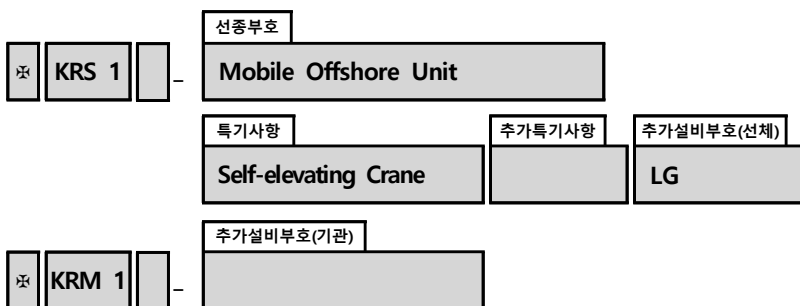 선종부호
✠ KRS 1 – Mobile Offshore Unit
특기사항 추가특기사항 추가설비부호(선체)
Self-elevating Crane LG
추가설비부호(기관)
✠ KRM 1 –